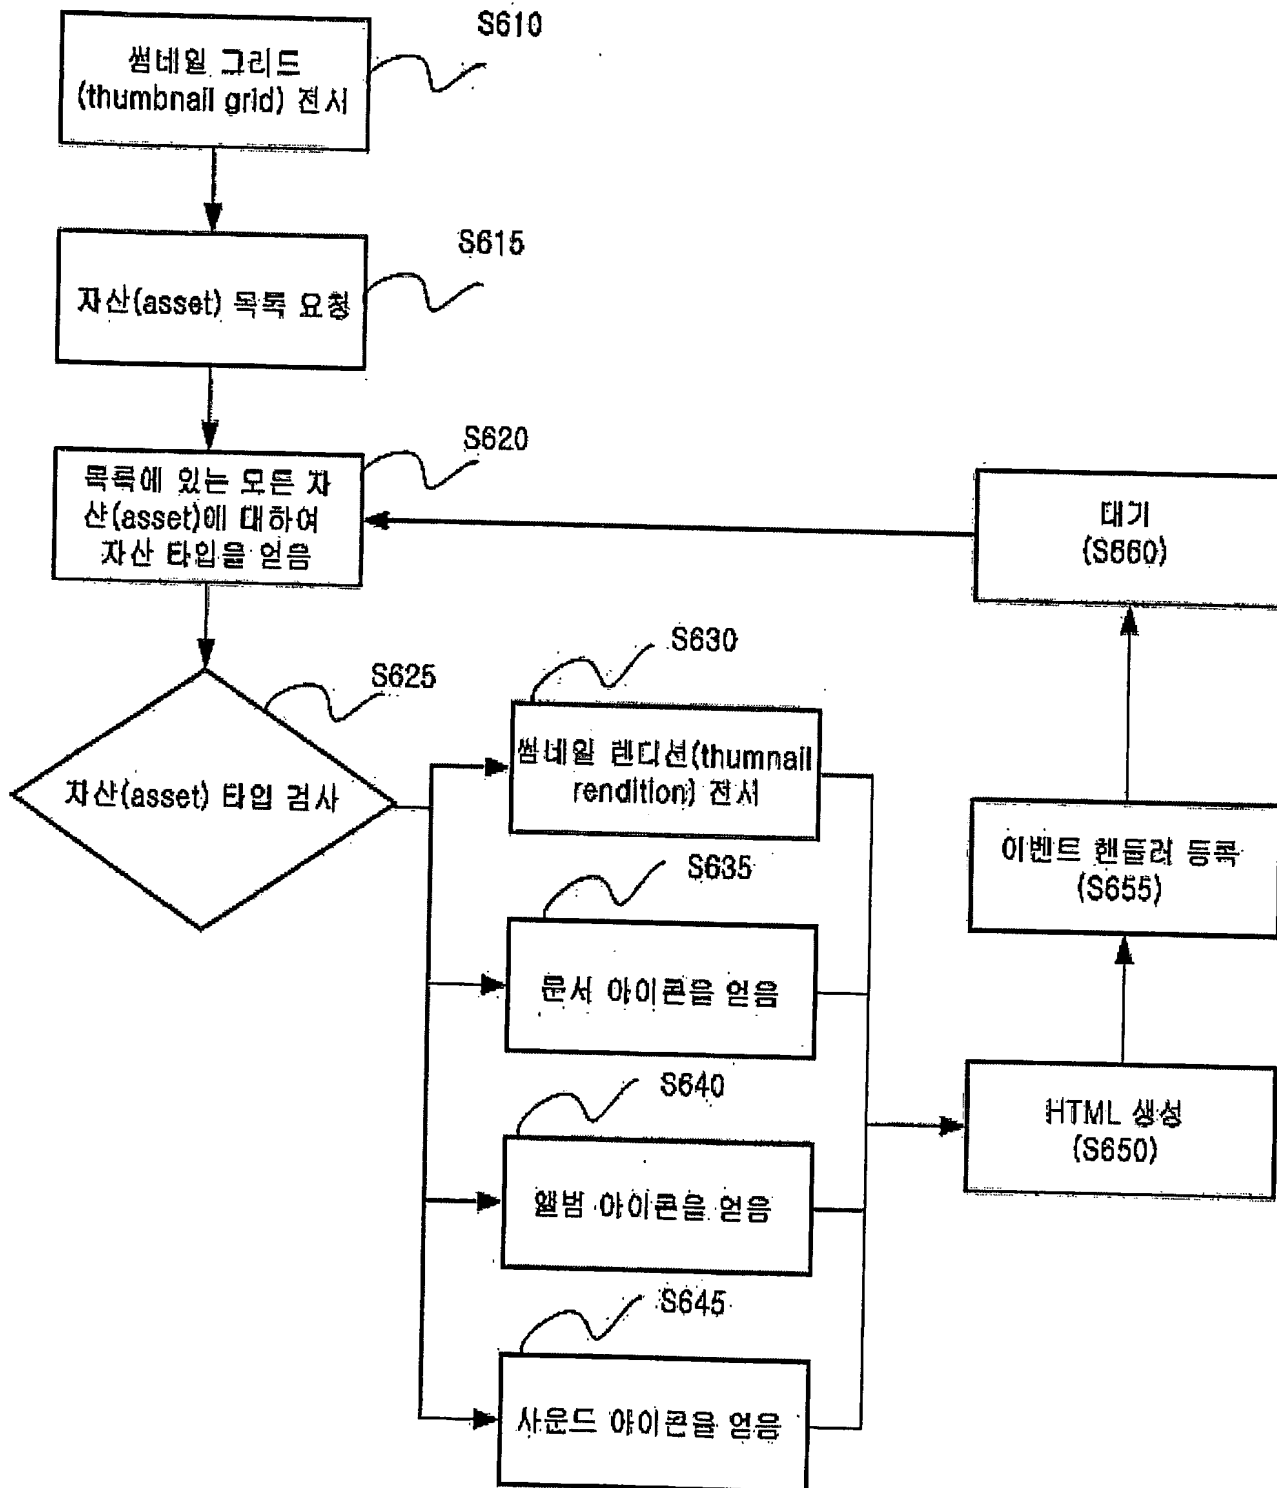 S610
썸네일 그리드
(thumbnail grid) 전시
S615
자산(asset) 목록 요청
S620
목록에 있는 모든 자
산(asset)에 대하여
자산 타입을 얻음
대기
(S660)
S625
자산(asset) 타입 검사
S630
썸네일 렌디션(thumnail
rendition) 전시
이벤트 핸들러 등록
(S655)
S635
문서 아이콘을 얻음
S640
앨범 아이콘을 얻음
HTML 생성
(S650)
S645
사운드 아이콘을 얻음